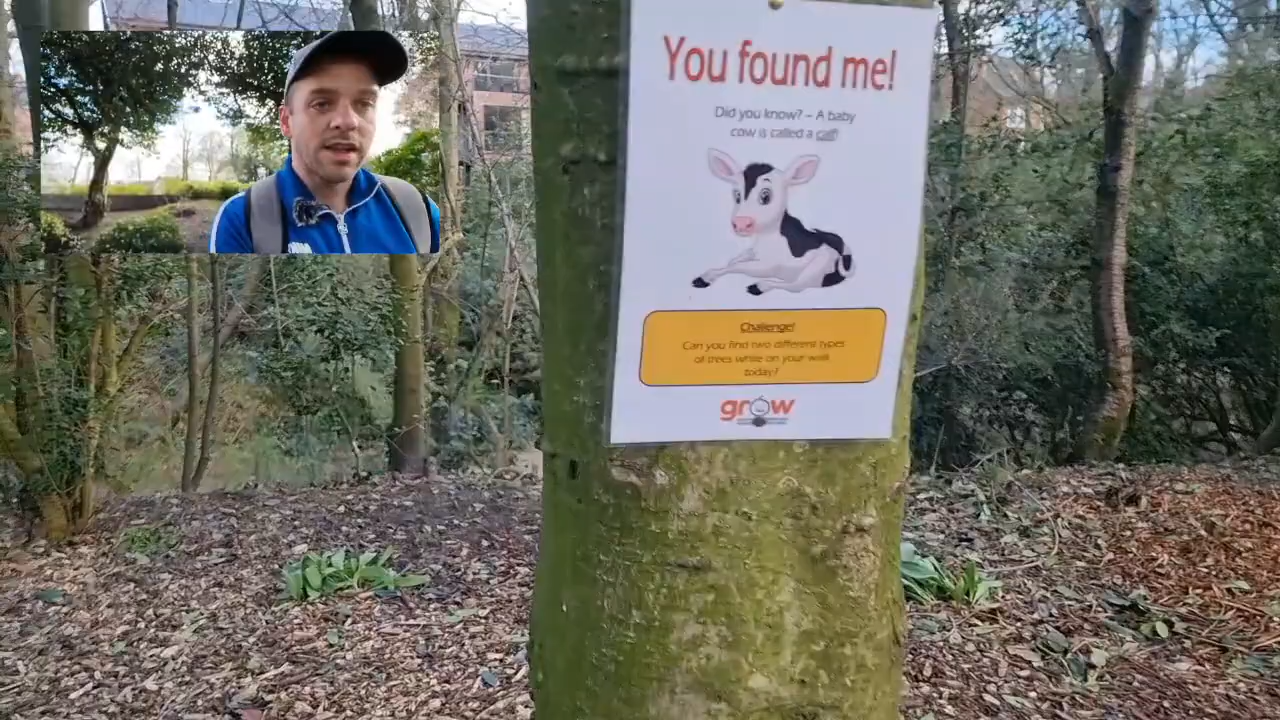 You found me!
Did you know? – A baby
cow is called a calf!
Challenge!
Can you find two different types
of trees while on your walk
today?
grow